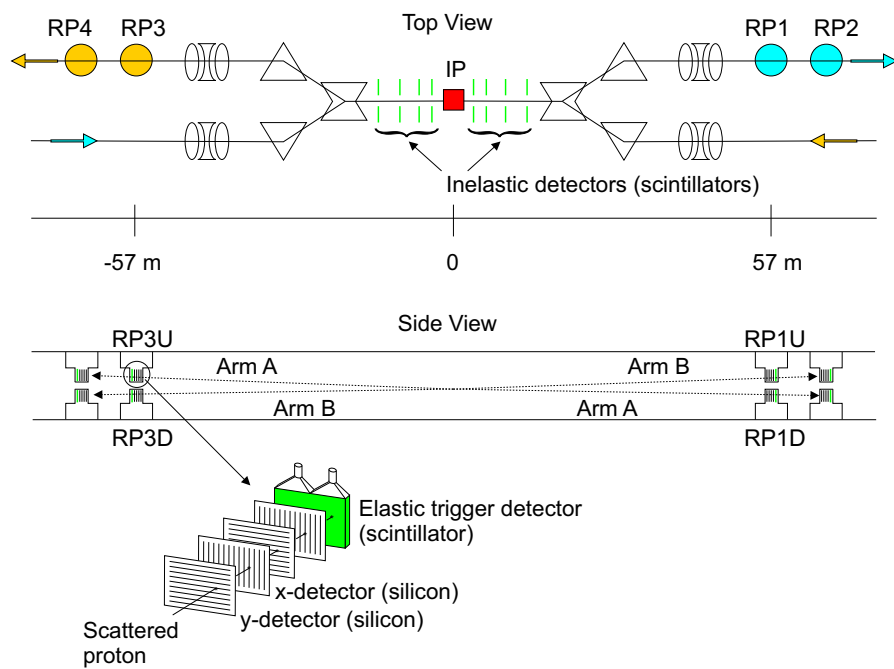 RP4 RP3 Top View RP1 RP2
IP
Inelastic detectors (scintillators)
-57 m 0 57 m
Side View
RP3U RP1U
Arm A Arm B
Arm B Arm A
RP3D RP1D
Elastic trigger detector
(scintillator)
x-detector (silicon)
y-detector (silicon)
Scattered
proton